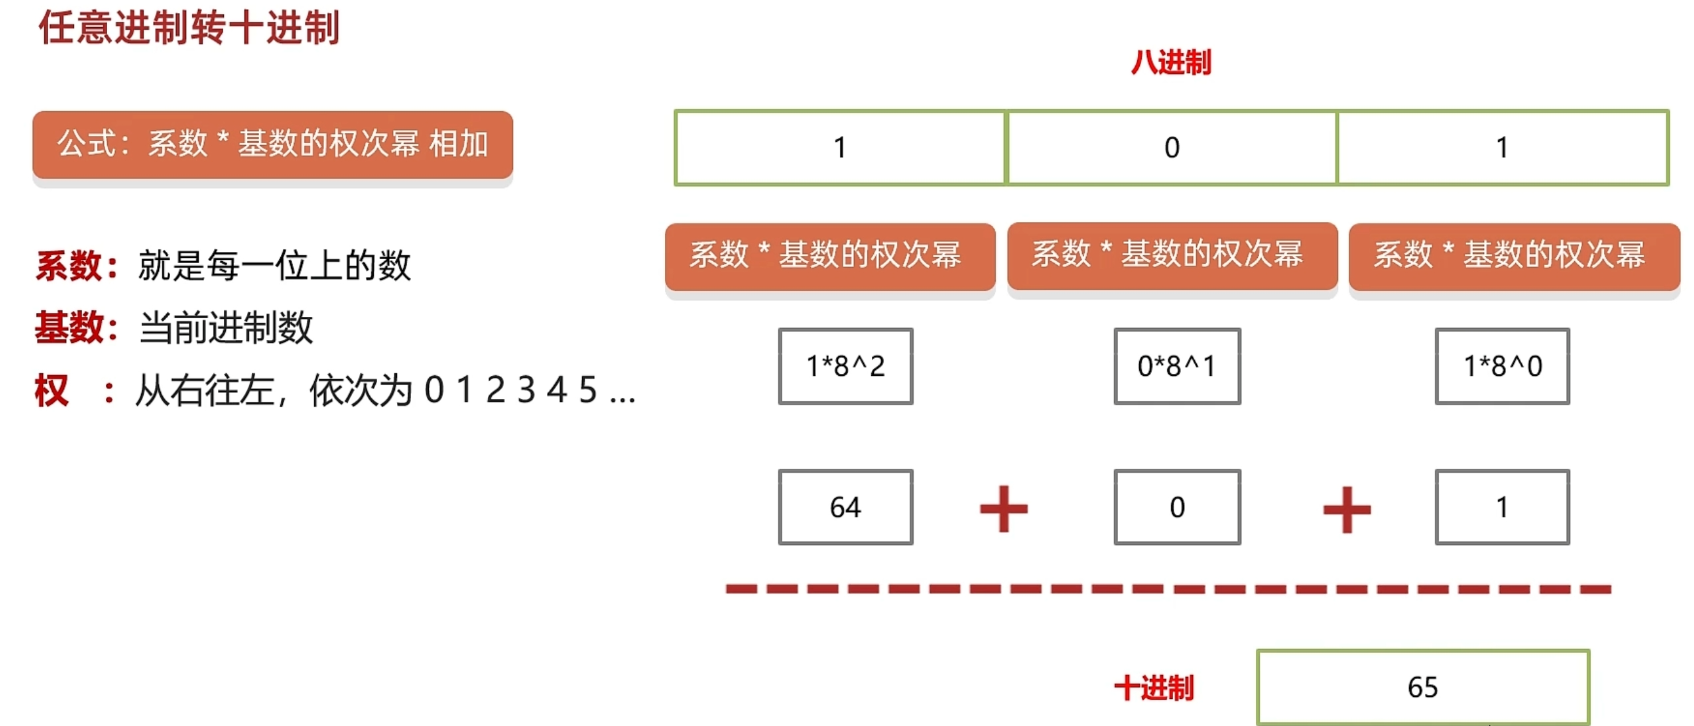 任意进制转十进制
公式：系数 * 基数的权次幂 相加
系数：就是每一位上的数
基数：当前进制数
权 ：从右往左，依次为 0 1 2 3 4 5 ...
八进制
1 0 1
系数 * 基数的权次幂 系数 * 基数的权次幂 系数 * 基数的权次幂
1*8^2 0*8^1 1*8^0
64 + 0 + 1
十进制 65